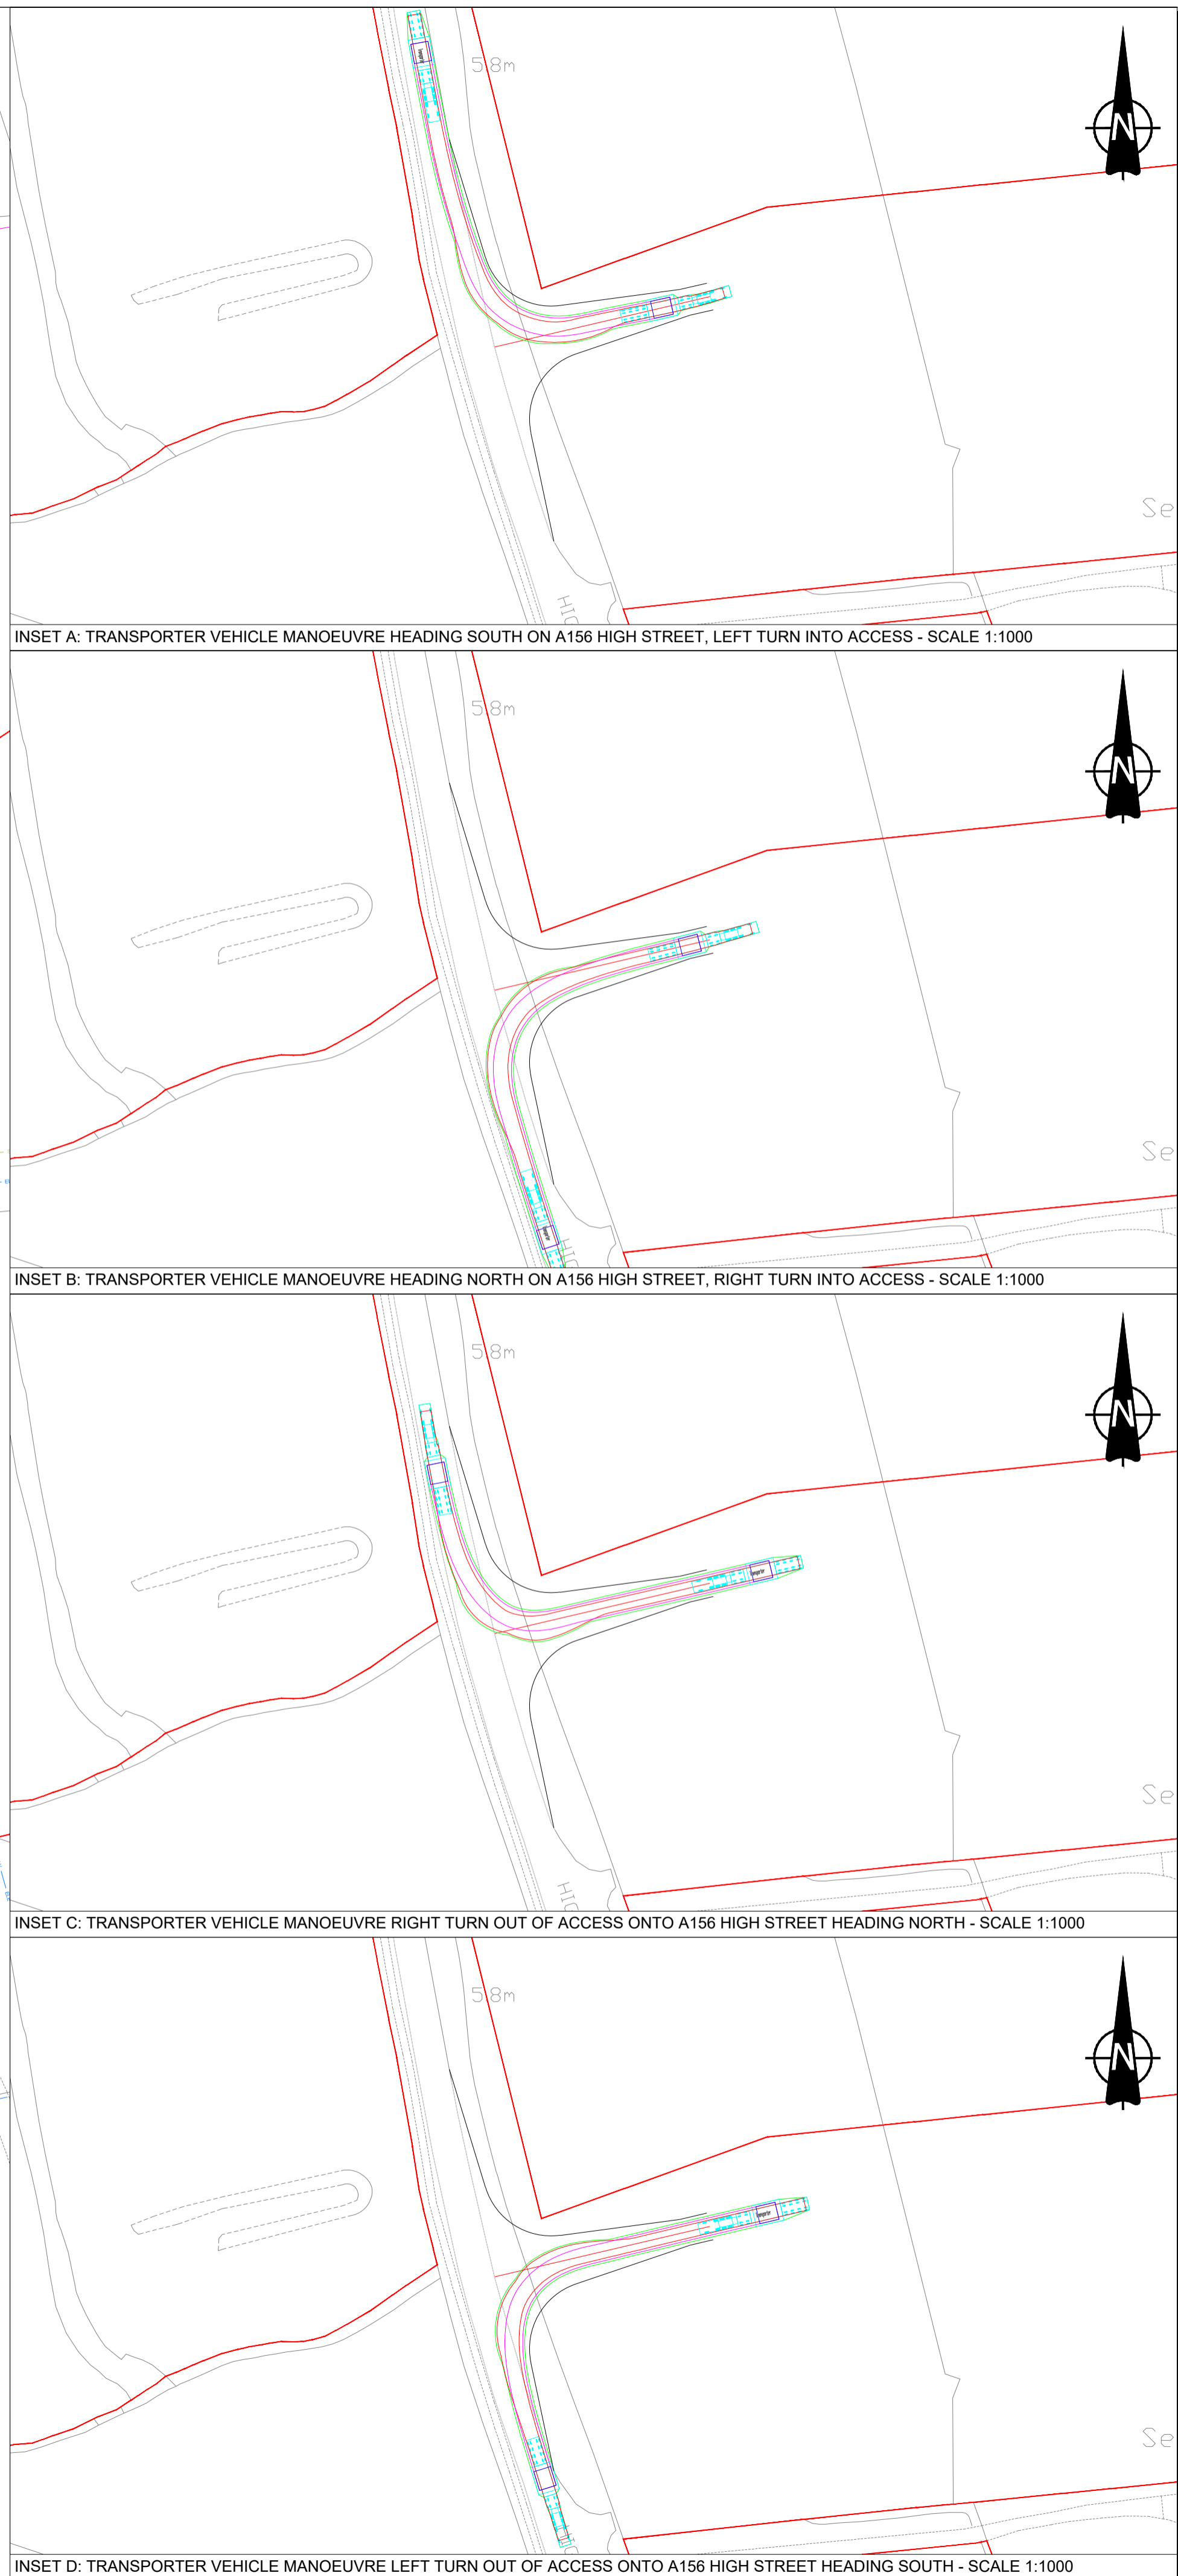 58m
N
Se
HIG
INSET A: TRANSPORTER VEHICLE MANOEUVRE HEADING SOUTH ON A156 HIGH STREET, LEFT TURN INTO ACCESS - SCALE 1:1000
58m
N
Se
INSET B: TRANSPORTER VEHICLE MANOEUVRE HEADING NORTH ON A156 HIGH STREET, RIGHT TURN INTO ACCESS - SCALE 1:1000
58m
N
Se
HIG
INSET C: TRANSPORTER VEHICLE MANOEUVRE RIGHT TURN OUT OF ACCESS ONTO A156 HIGH STREET HEADING NORTH - SCALE 1:1000
58m
N
Se
INSET D: TRANSPORTER VEHICLE MANOEUVRE LEFT TURN OUT OF ACCESS ONTO A156 HIGH STREET HEADING SOUTH - SCALE 1:1000